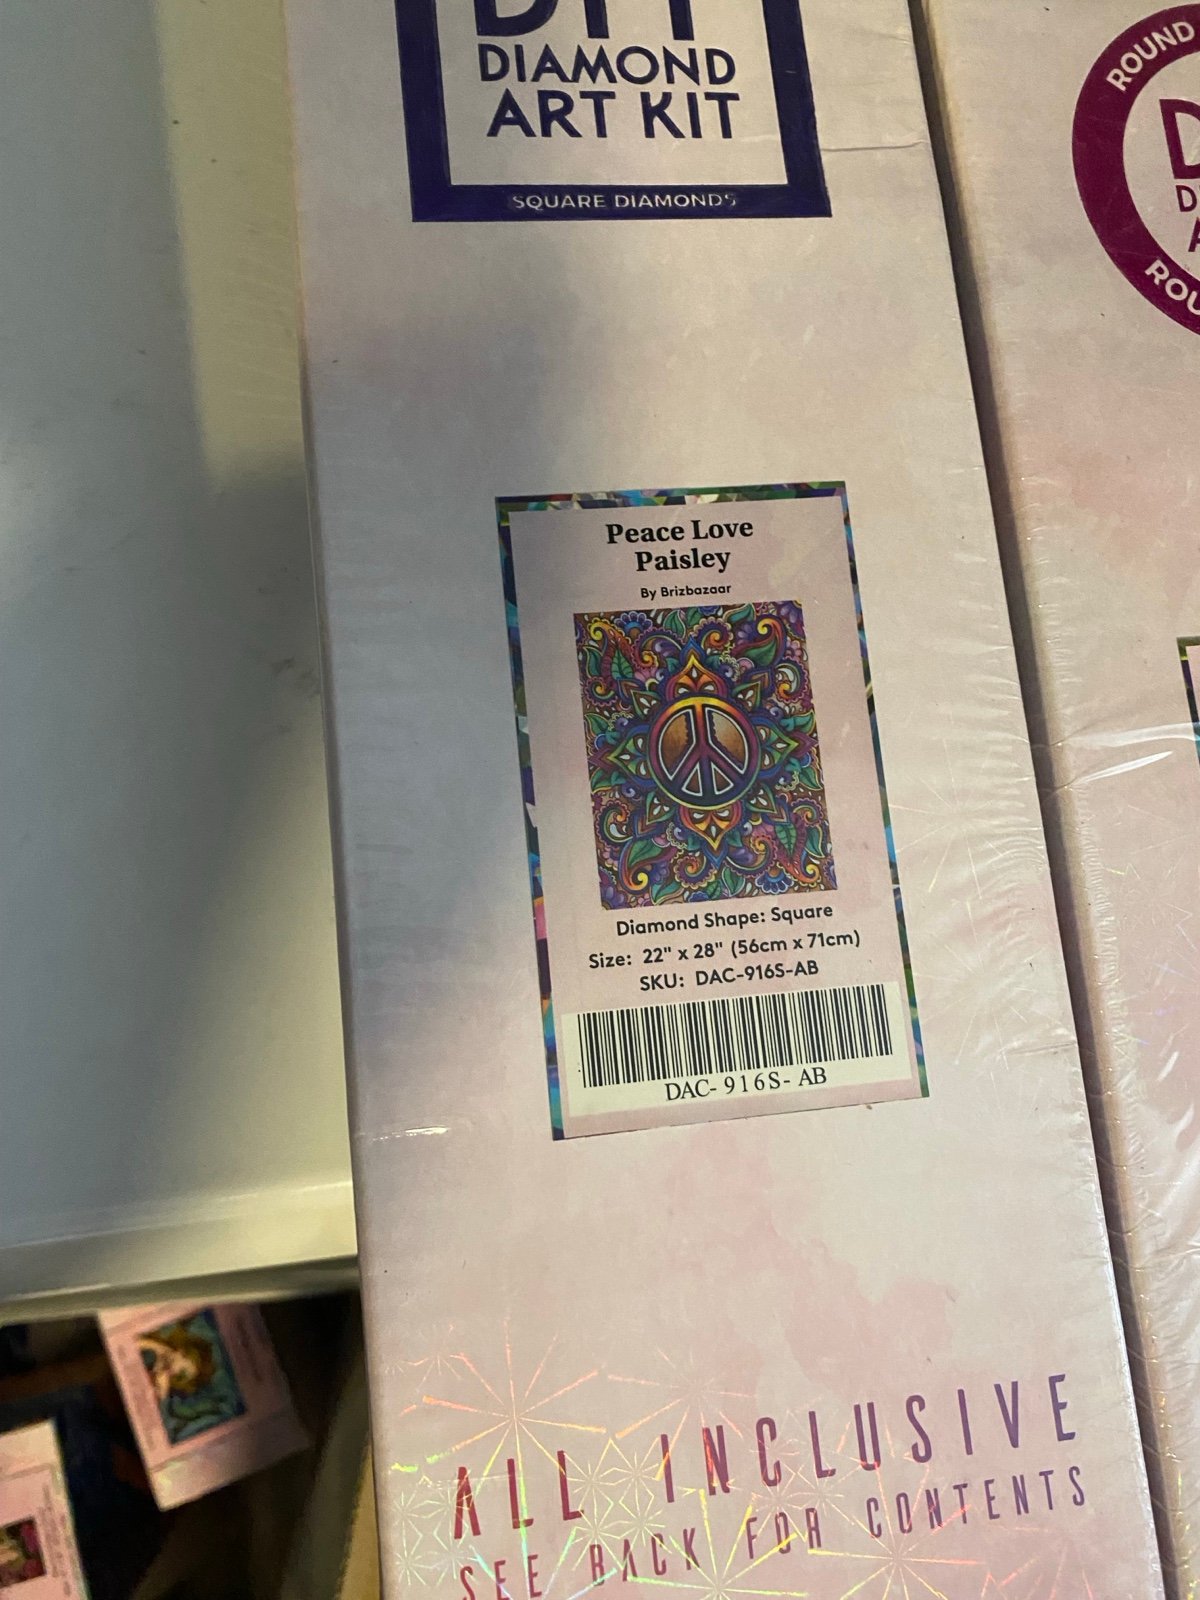 DIY
DIAMOND
ART KIT
SQUARE DIAMONDS
ROUND
Peace Love
Paisley
By Brizbazaar
Diamond Shape: Square
Size: 22" x 28" (56cm x 71cm)
SKU: DAC-916S-AB
DAC- 916S- AB
ALL INCLUSIVE
SEE BACK FOR CONTENTS